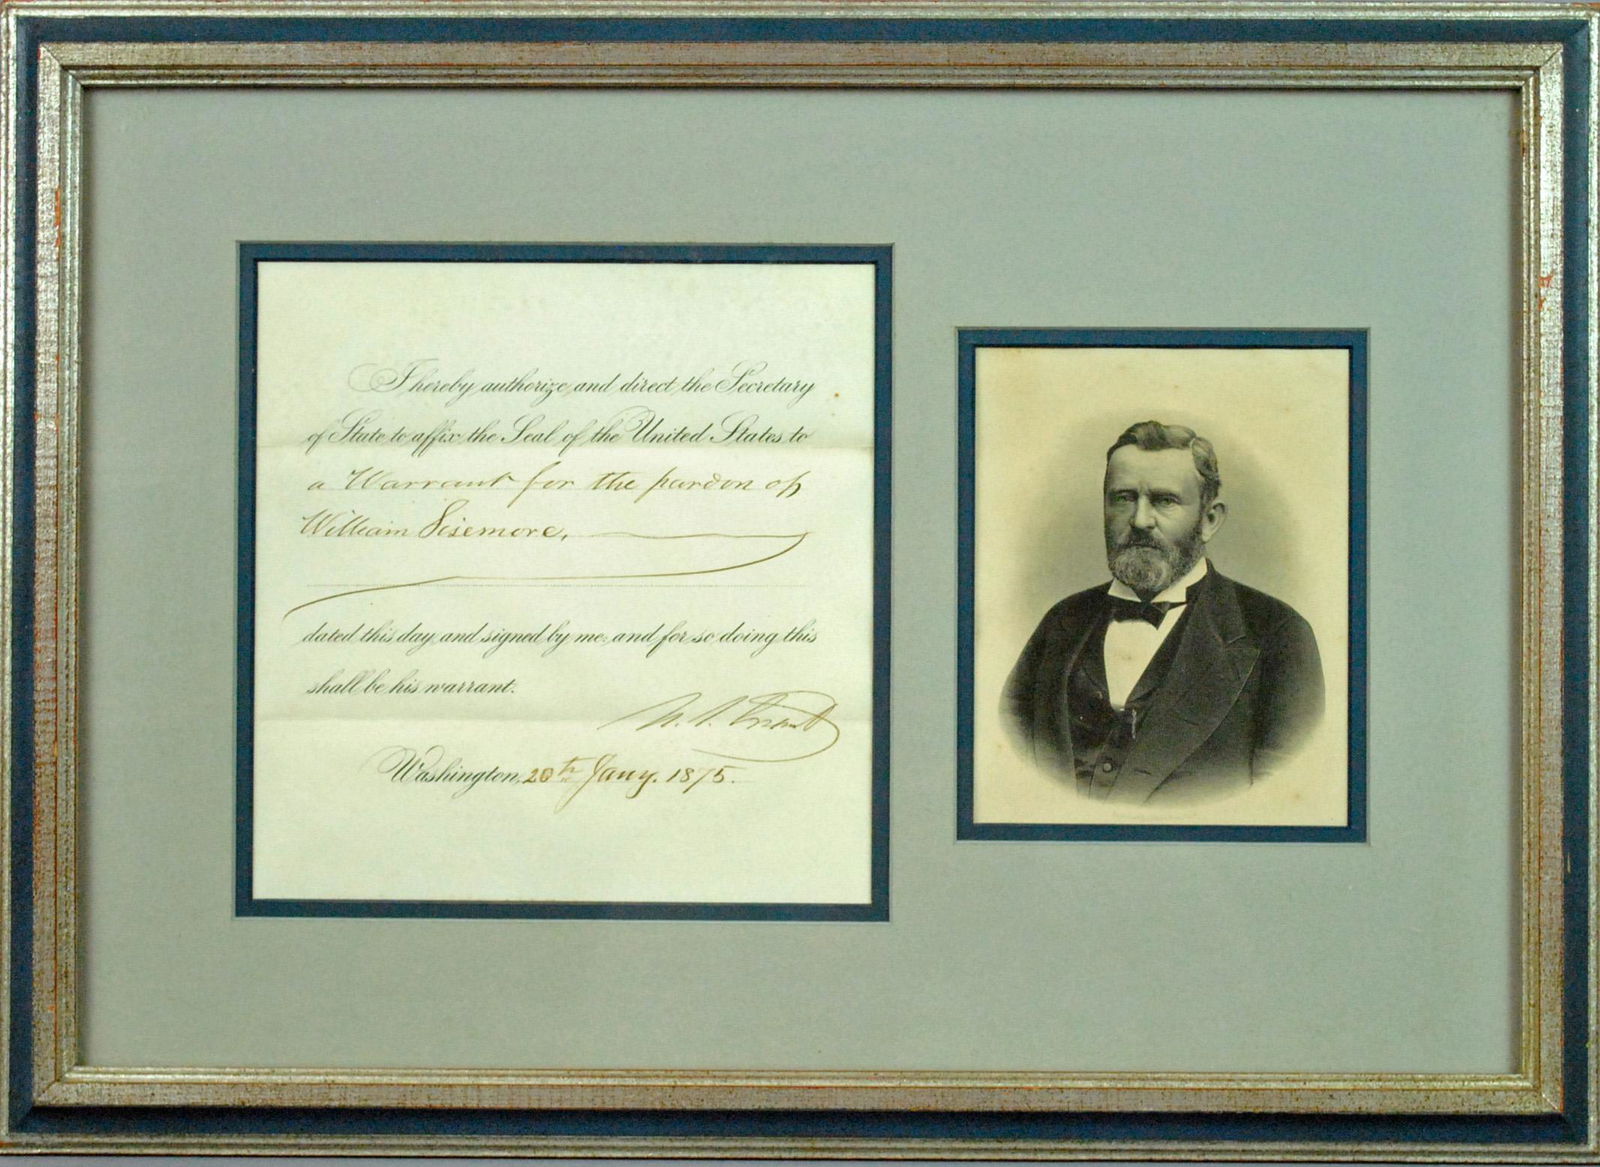 I hereby authorize and direct the Secretary
of State to affix the Seal of the United States to
a Warrant for the pardon of
William Sisemore,
dated this day, and signed by me: and for so doing this
shall be his warrant.
U. S. Grant
Washington, 20th Jany. 1875.